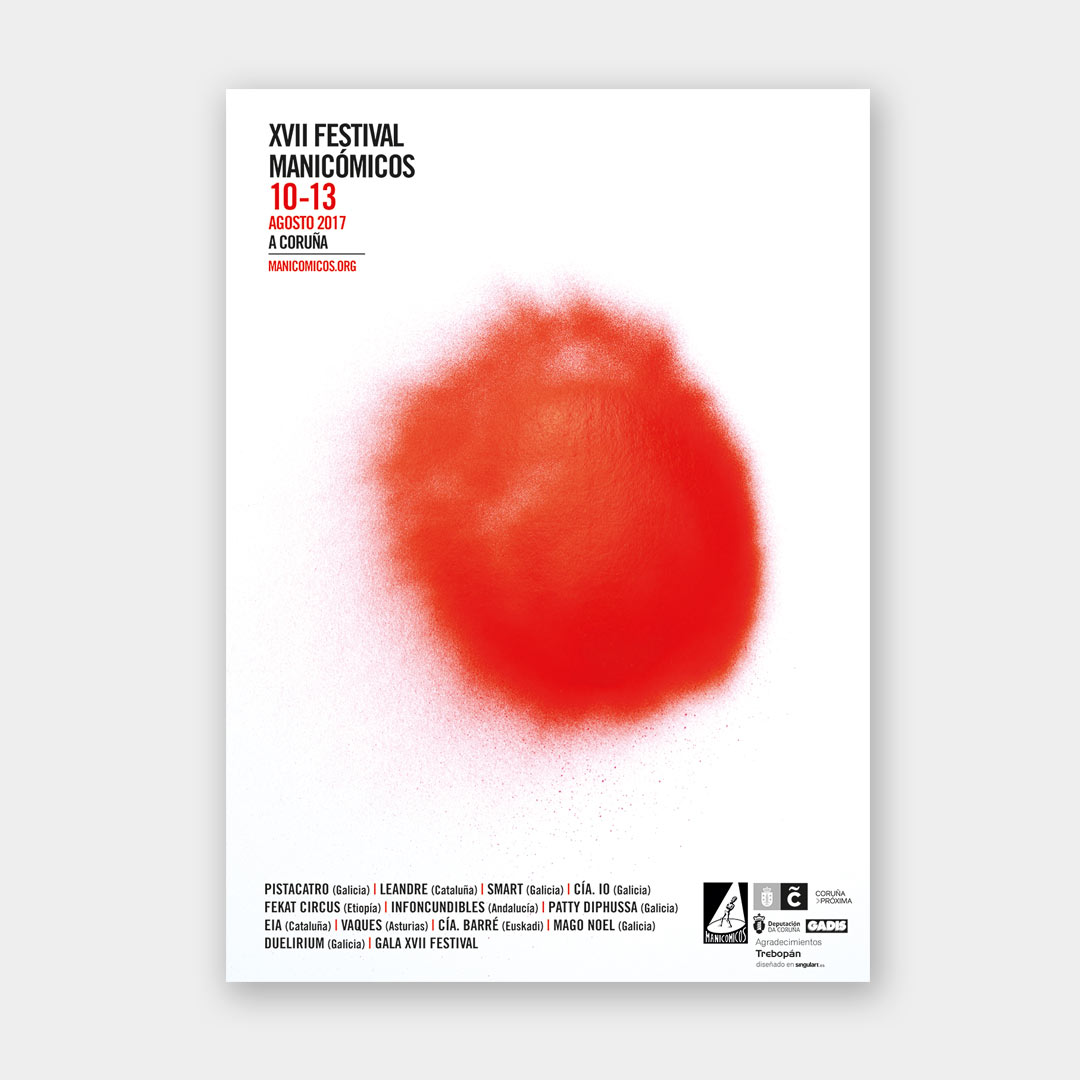 XVII FESTIVAL
MANICÓMICOS
10-13
AGOSTO 2017
A CORUÑA
MANICOMICOS.ORG
PISTACATRO (Galicia) | LEANDRE (Cataluña) | SMART (Galicia) | CÍA. IO (Galicia)
FEKAT CIRCUS (Etiopía) | INFONCUNDIBLES (Andalucía) | PATTY DIPHUSSA (Galicia)
EIA (Cataluña) | VAQUES (Asturias) | CÍA. BARRÉ (Euskadi) | MAGO NOEL (Galicia)
DUELIRIUM (Galicia) | GALA XVII FESTIVAL
MANICOMICOS
CORUÑA
>PRÓXIMA
Deputación
DA CORUÑA
GADIS
Agradecimientos
Trebopán
diseñado en singulart.es